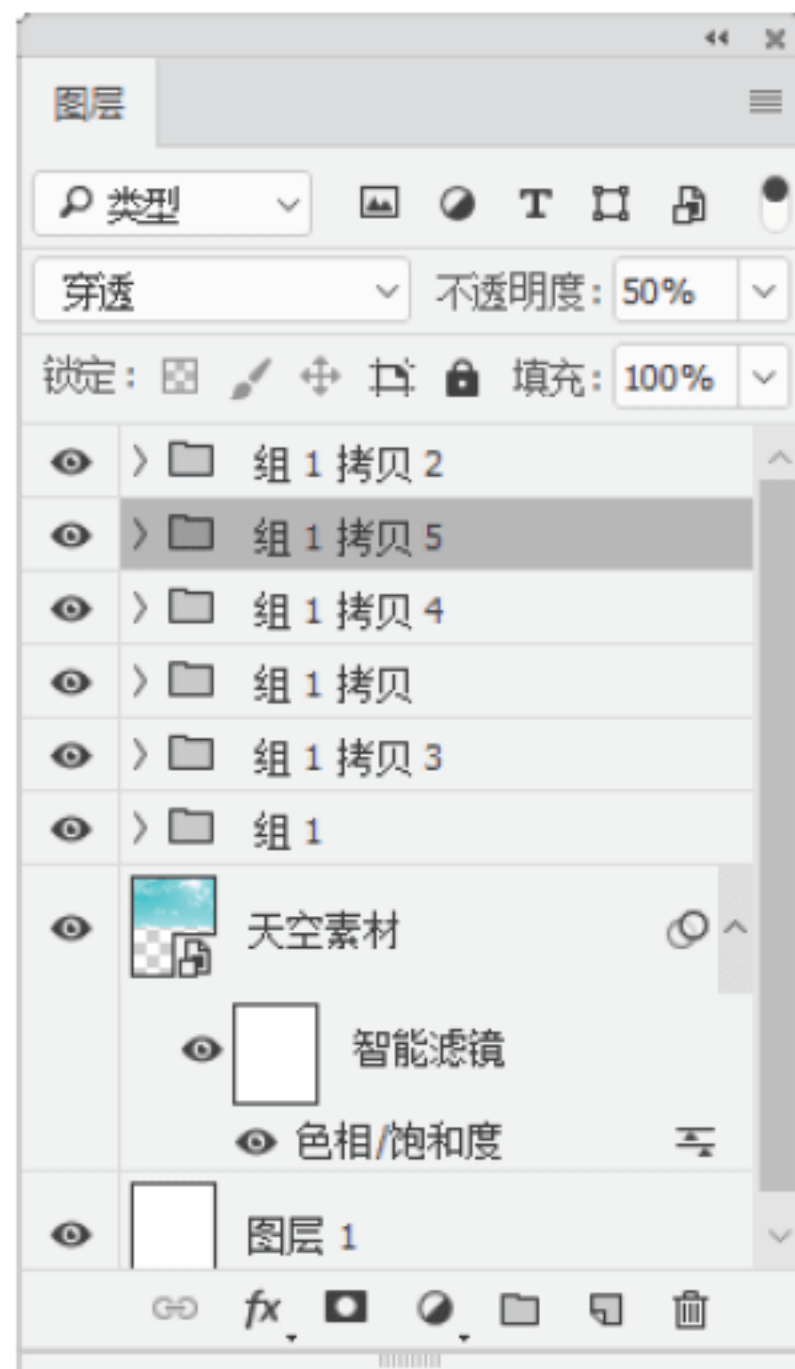 图层
类型
穿透 不透明度: 50%
锁定: 填充: 100%
组 1 拷贝 2
组 1 拷贝 5
组 1 拷贝 4
组 1 拷贝
组 1 拷贝 3
组 1
天空素材
智能滤镜
色相/饱和度
图层 1
fx